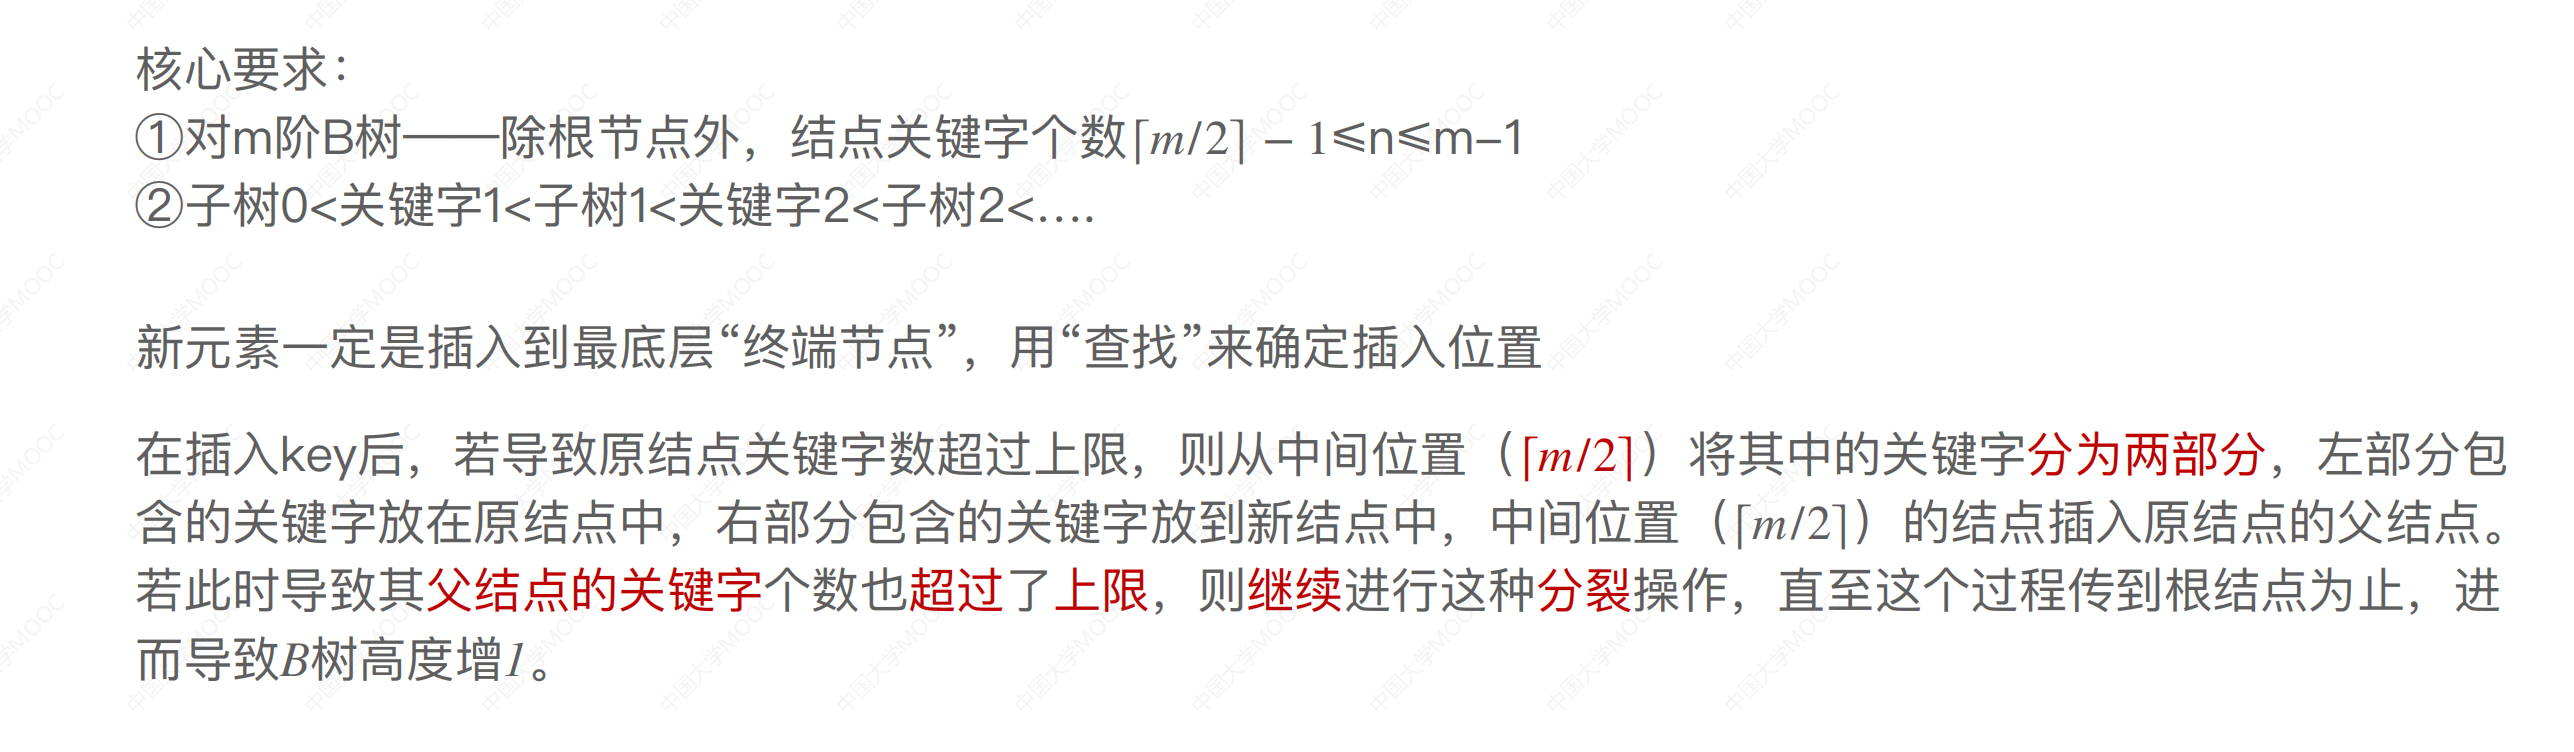 核心要求：
①对m阶B树——除根节点外，结点关键字个数⌈m/2⌉ − 1≤n≤m-1
②子树0<关键字1<子树1<关键字2<子树2<....
新元素一定是插入到最底层“终端节点”，用“查找”来确定插入位置
在插入key后，若导致原结点关键字数超过上限，则从中间位置（⌈m/2⌉）将其中的关键字分为两部分，左部分包
含的关键字放在原结点中，右部分包含的关键字放到新结点中，中间位置（⌈m/2⌉）的结点插入原结点的父结点。
若此时导致其父结点的关键字个数也超过了上限，则继续进行这种分裂操作，直至这个过程传到根结点为止，进
而导致B树高度增1。
中国大学MOOC